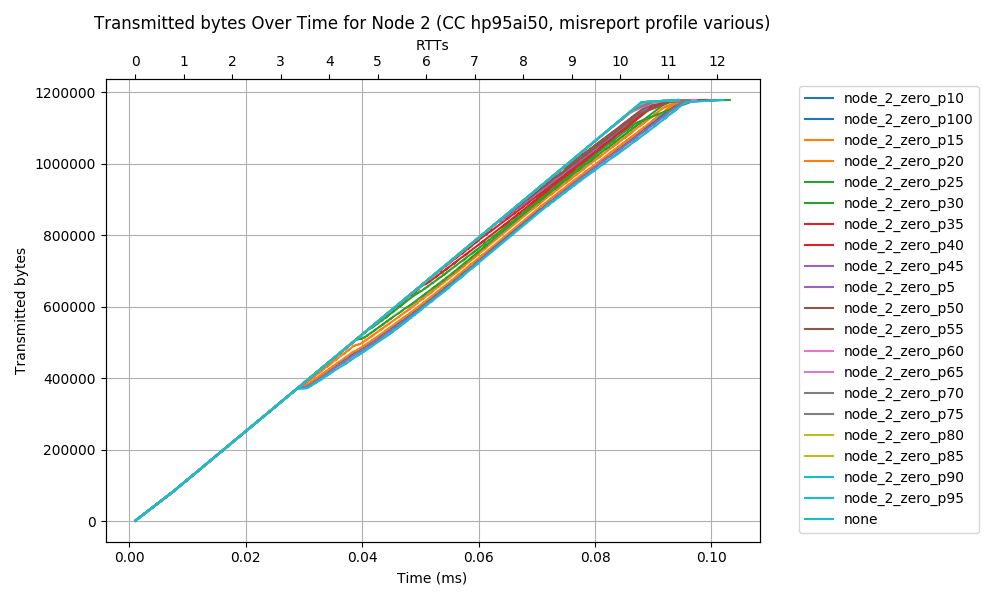 Transmitted bytes Over Time for Node 2 (CC hp95ai50, misreport profile various)
RTTs
0 1 2 3 4 5 6 7 8 9 10 11 12
1200000
1000000
800000
600000
400000
200000
0
Transmitted bytes
0.00 0.02 0.04 0.06 0.08 0.10
Time (ms)
node_2_zero_p10
node_2_zero_p100
node_2_zero_p15
node_2_zero_p20
node_2_zero_p25
node_2_zero_p30
node_2_zero_p35
node_2_zero_p40
node_2_zero_p45
node_2_zero_p5
node_2_zero_p50
node_2_zero_p55
node_2_zero_p60
node_2_zero_p65
node_2_zero_p70
node_2_zero_p75
node_2_zero_p80
node_2_zero_p85
node_2_zero_p90
node_2_zero_p95
none